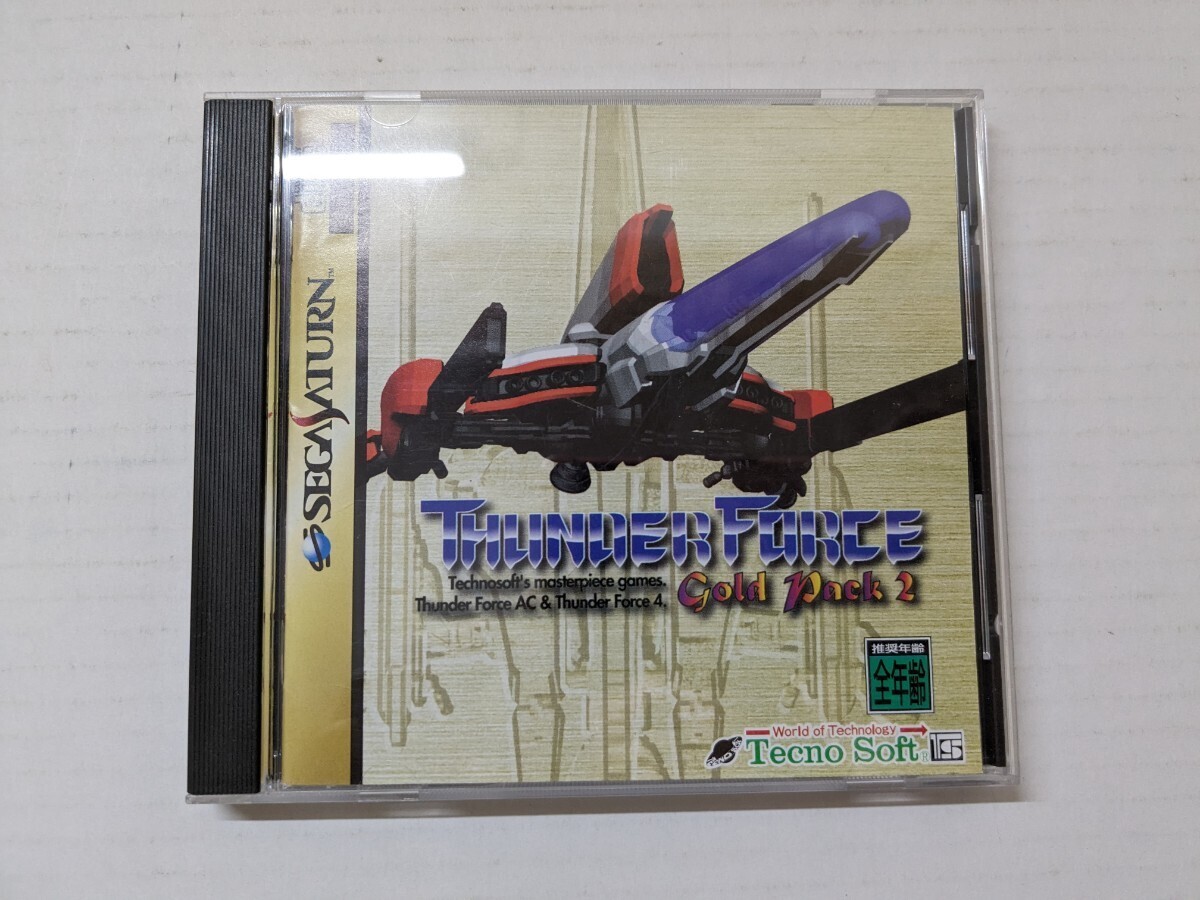 SEGA SATURN™
THUNDER FORCE
Technosoft's masterpiece games.
Thunder Force AC & Thunder Force 4.
Gold Pack 2
推奨年齢
全年齢
World of Technology
Tecno Soft®